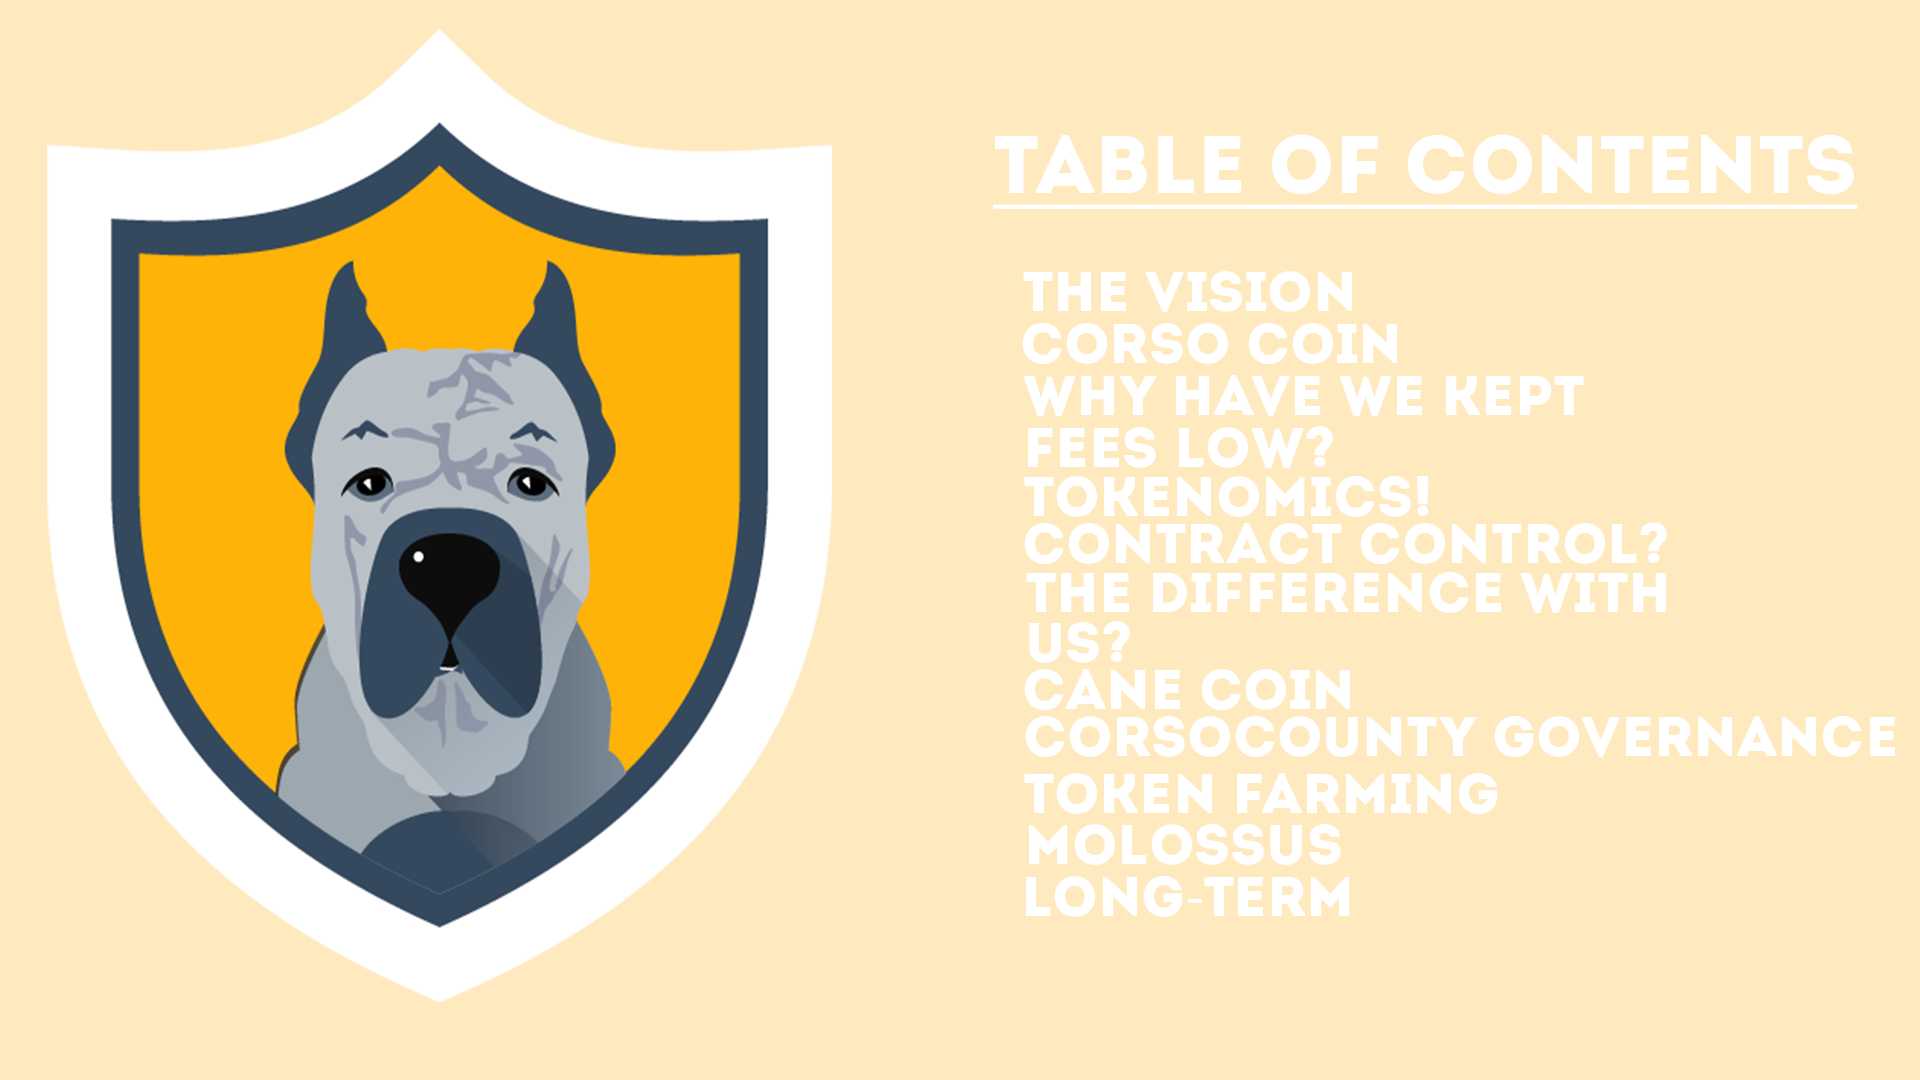 TABLE OF CONTENTS
THE VISION
CORSO COIN
WHY HAVE WE KEPT
FEES LOW?
TOKENOMICS!
CONTRACT CONTROL?
THE DIFFERENCE WITH
US?
CANE COIN
CORSOCOUNTY GOVERNANCE
TOKEN FARMING
MOLOSSUS
LONG-TERM